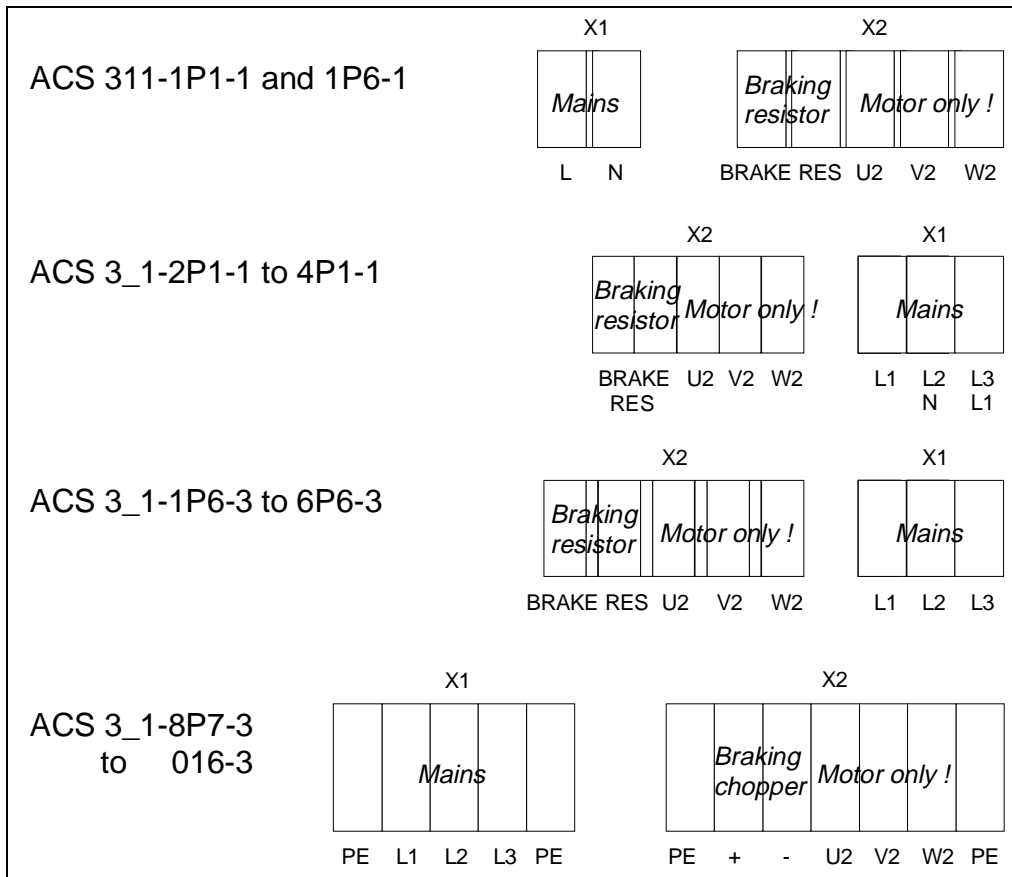 X1 X2
ACS 311-1P1-1 and 1P6-1
Mains
Braking
resistor
Motor only !
L N BRAKE RES U2 V2 W2
X2 X1
ACS 3_1-2P1-1 to 4P1-1
Braking
resistor
Motor only !
Mains
BRAKE U2 V2 W2 L1 L2 L3
RES N L1
X2 X1
ACS 3_1-1P6-3 to 6P6-3
Braking
resistor
Motor only !
Mains
BRAKE RES U2 V2 W2 L1 L2 L3
X1 X2
ACS 3_1-8P7-3
to 016-3
Mains
Braking
chopper
Motor only !
PE L1 L2 L3 PE PE + - U2 V2 W2 PE